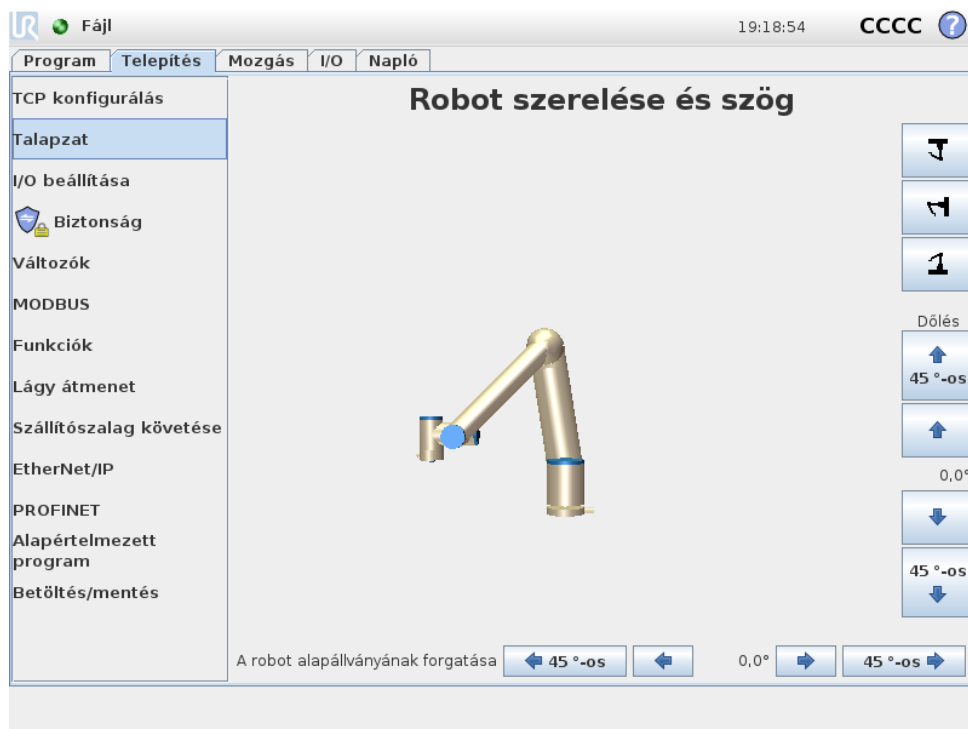 UR Fájl 19:18:54 CCCC ?
Program Telepítés Mozgás I/O Napló
TCP konfigurálás
Talapzat
I/O beállítása
Biztonság
Változók
MODBUS
Funkciók
Lágy átmenet
Szállítószalag követése
EtherNet/IP
PROFINET
Alapértelmezett
program
Betöltés/mentés
Robot szerelése és szög
Dőlés
45 °-os
0,0°
45 °-os
A robot alapállványának forgatása 45 °-os 0,0° 45 °-os